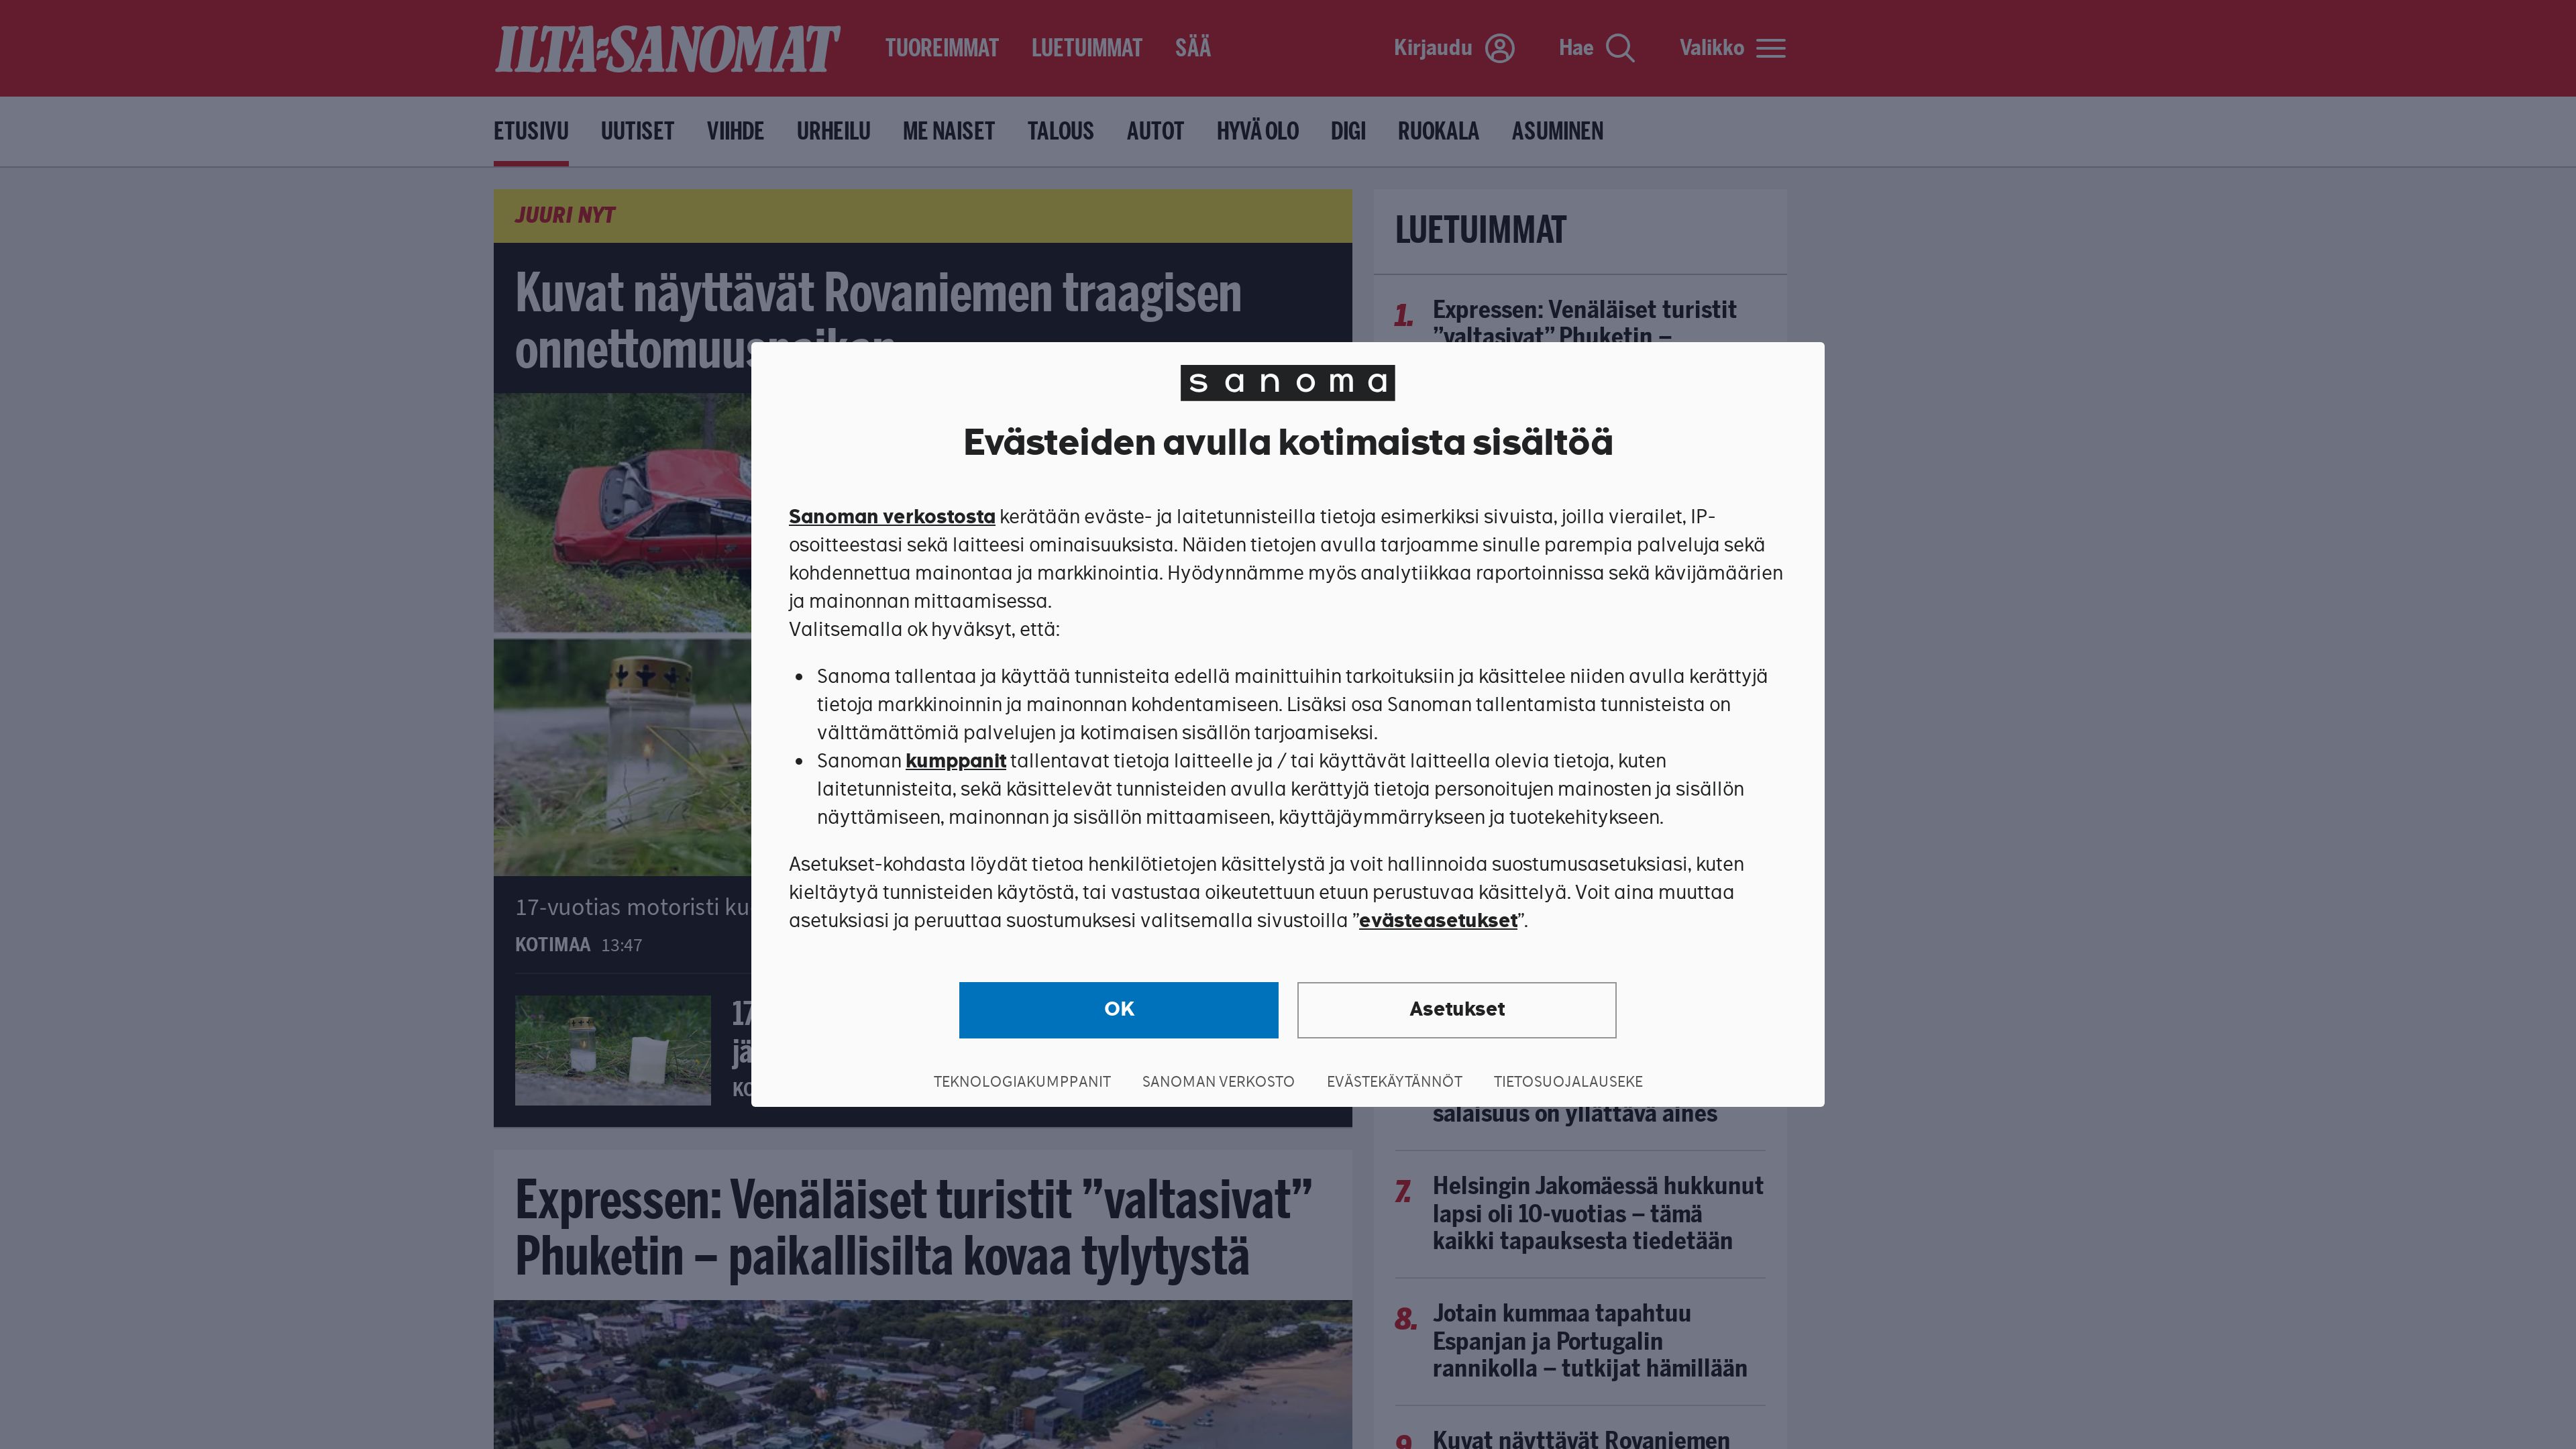 ILTA-SANOMAT
TUOREIMMAT LUETUIMMAT SÄÄ
Kirjaudu Hae Valikko
ETUSIVU UUTISET VIIHDE URHEILU ME NAISET TALOUS AUTOT HYVÄ OLO DIGI RUOKALA ASUMINEN
JUURI NYT
Kuvat näyttävät Rovaniemen traagisen
LUETUIMMAT
1. Expressen: Venäläiset turistit
”valtasivat” Phuketin –
sanoma
Evästeiden avulla kotimaista sisältöä
Sanoman verkostosta kerätään eväste- ja laitetunnisteilla tietoja esimerkiksi sivuista, joilla vierailet, IP-
osoitteestasi sekä laitteesi ominaisuuksista. Näiden tietojen avulla tarjoamme sinulle parempia palveluja sekä
kohdennettua mainontaa ja markkinointia. Hyödynnämme myös analytiikkaa raportoinnissa sekä kävijämäärien
ja mainonnan mittaamisessa.
Valitsemalla ok hyväksyt, että:
• Sanoma tallentaa ja käyttää tunnisteita edellä mainittuihin tarkoituksiin ja käsittelee niiden avulla kerättyjä
tietoja markkinoinnin ja mainonnan kohdentamiseen. Lisäksi osa Sanoman tallentamista tunnisteista on
välttämättömiä palvelujen ja kotimaisen sisällön tarjoamiseksi.
• Sanoman kumppanit tallentavat tietoja laitteelle ja / tai käyttävät laitteella olevia tietoja, kuten
laitetunnisteita, sekä käsittelevät tunnisteiden avulla kerättyjä tietoja personoitujen mainosten ja sisällön
näyttämiseen, mainonnan ja sisällön mittaamiseen, käyttäjäymmärrykseen ja tuotekehitykseen.
Asetukset-kohdasta löydät tietoa henkilötietojen käsittelystä ja voit hallinnoida suostumusasetuksiasi, kuten
kieltäytyä tunnisteiden käytöstä, tai vastustaa oikeutettuun etuun perustuvaa käsittelyä. Voit aina muuttaa
asetuksiasi ja peruuttaa suostumuksesi valitsemalla sivustoilla ”evästeasetukset”.
OK Asetukset
TEKNOLOGIAKUMPPANIT SANOMAN VERKOSTO EVÄSTEKÄYTÄNNÖT TIETOSUOJALAUSEKE
17-vuotias motoristi
KOTIMAA 13:47
Expressen: Venäläiset turistit ”valtasivat”
Phuketin – paikallisilta kovaa tylytystä
salaisuus on yllättävä aines
7. Helsingin Jakomäessä hukkunut
lapsi oli 10-vuotias – tämä
kaikki tapauksesta tiedetään
8. Jotain kummaa tapahtuu
Espanjan ja Portugalin
rannikolla – tutkijat hämillään
9. Kuvat näyttävät Rovaniemen